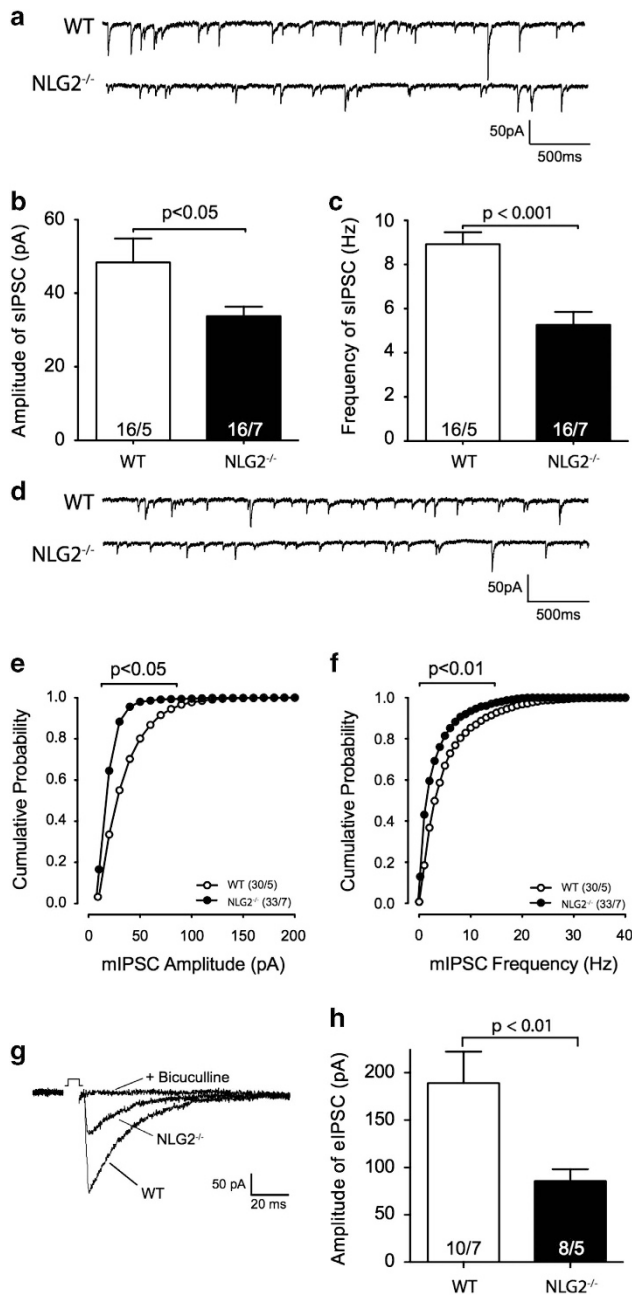 a
WT
NLG2-/-
50pA
500ms
b
p<0.05
Amplitude of sIPSC (pA)
60
40
20
0
16/5
16/7
WT
NLG2-/-
c
p < 0.001
Frequency of sIPSC (Hz)
10
8
6
4
2
0
16/5
16/7
WT
NLG2-/-
d
WT
NLG2-/-
50pA
500ms
e
p<0.05
Cumulative Probability
1.0
0.8
0.6
0.4
0.2
0.0
WT (30/5)
NLG2-/- (33/7)
0 50 100 150 200
mIPSC Amplitude (pA)
f
p<0.01
Cumulative Probability
1.0
0.8
0.6
0.4
0.2
0.0
WT (30/5)
NLG2-/- (33/7)
0 10 20 30 40
mIPSC Frequency (Hz)
g
+ Bicuculline
NLG2-/-
WT
50 pA
20 ms
h
p < 0.01
Amplitude of eIPSC (pA)
200
150
100
50
0
10/7
8/5
WT
NLG2-/-